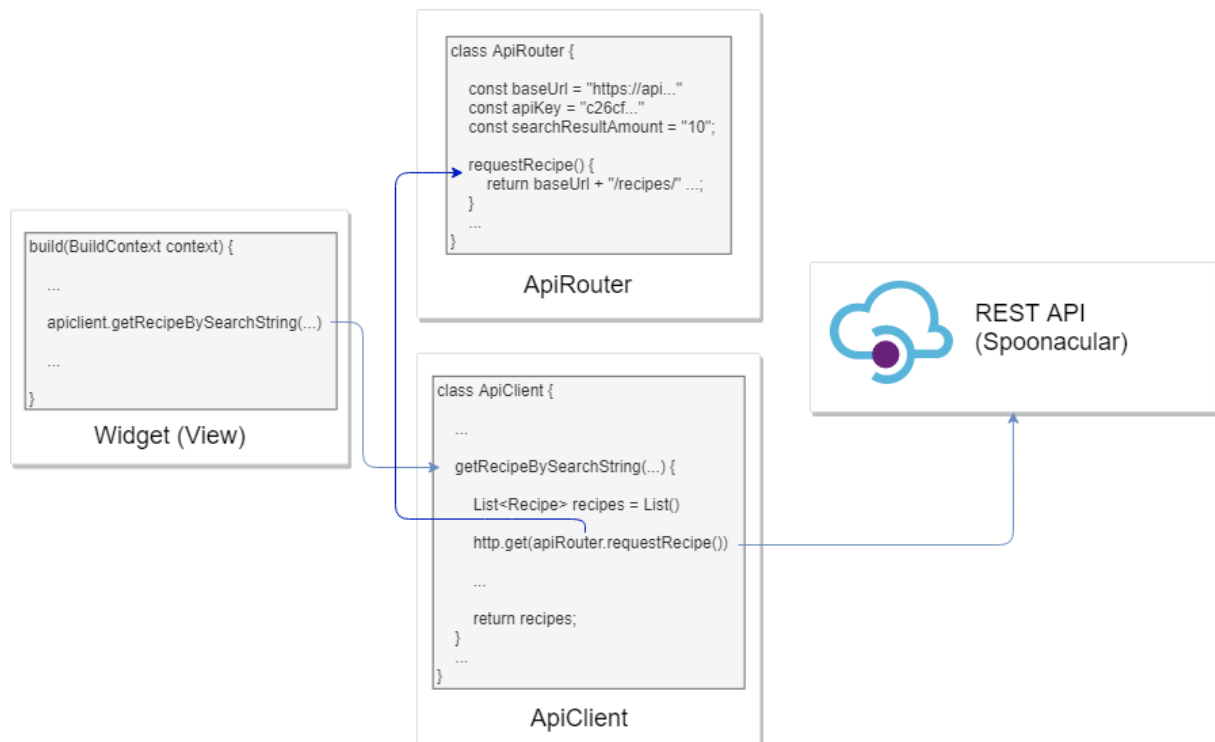 build(BuildContext context) {
...
apiclient.getRecipeBySearchString(...)
...
}
Widget (View)
class ApiRouter {
const baseUrl = "https://api..."
const apiKey = "c26cf..."
const searchResultAmount = "10";
requestRecipe() {
return baseUrl + "/recipes/" ...;
}
...
}
ApiRouter
class ApiClient {
...
getRecipeBySearchString(...) {
List<Recipe> recipes = List()
http.get(apiRouter.requestRecipe())
...
return recipes;
}
...
}
ApiClient
REST API
(Spoonacular)